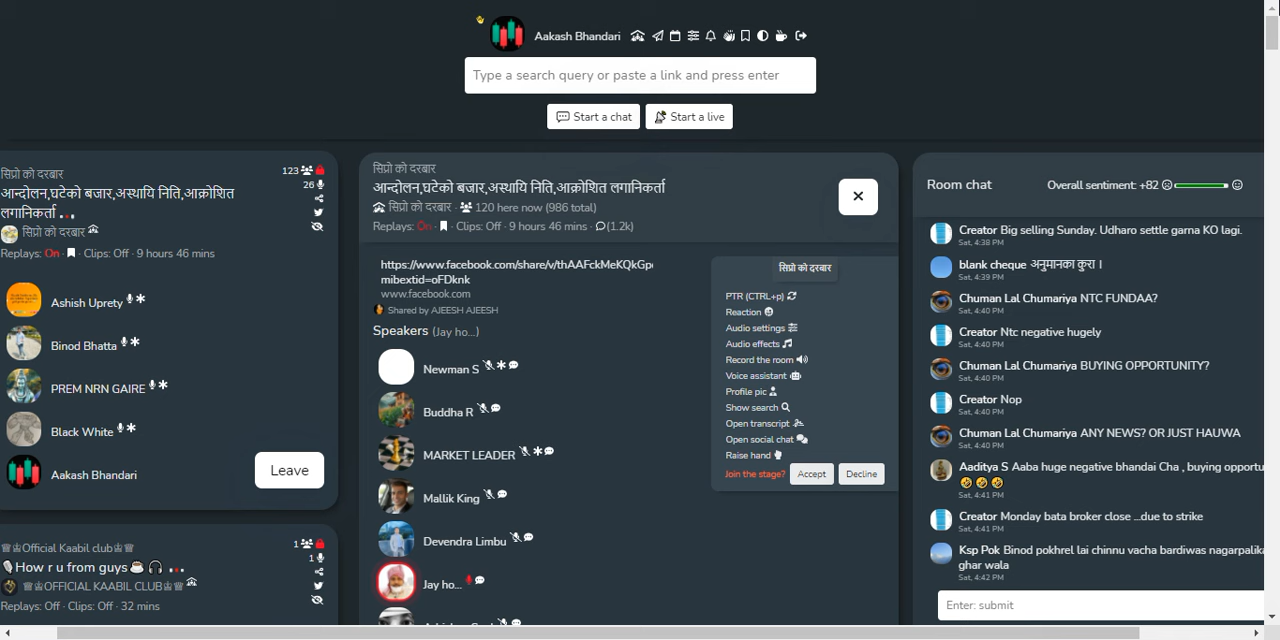 Aakash Bhandari
Type a search query or paste a link and press enter
Start a chat
Start a live
सिप्रो को दरबार
123
26
आन्दोलन,घटेको बजार,अस्थायि निति,आक्रोशित
लगानिकर्ता
सिप्रो को दरबार
Replays: On · Clips: Off · 9 hours 46 mins
Ashish Uprety
Binod Bhatta
PREM NRN GAIRE
Black White
Aakash Bhandari
Leave
♕♔Official Kaabil club♔♕
1
1
🎙How r u from guys☕ 🎧
♕♔OFFICIAL KAABIL CLUB♔♕
Replays: Off · Clips: Off · 32 mins
सिप्रो को दरबार
आन्दोलन,घटेको बजार,अस्थायि निति,आक्रोशित लगानिकर्ता
सिप्रो को दरबार · 120 here now (986 total)
Replays: On · Clips: Off · 9 hours 46 mins · (1.2k)
https://www.facebook.com/share/v/thAAFckMeKQkGp
mibextid=oFDknk
www.facebook.com
Shared by AJEESH AJEESH
Speakers (Jay ho...)
Newman S
Buddha R
MARKET LEADER
Mallik King
Devendra Limbu
Jay ho...
सिप्रो को दरबार
PTR (CTRL+p)
Reaction
Audio settings
Audio effects
Record the room
Voice assistant
Profile pic
Show search
Open transcript
Open social chat
Raise hand
Join the stage? Accept Decline
Room chat
Overall sentiment: +82
Creator Big selling Sunday. Udharo settle garna KO lagi.
Sat, 4:38 PM
blank cheque अनुमानका कुरा ।
Sat, 4:39 PM
Chuman Lal Chumariya NTC FUNDAA?
Sat, 4:40 PM
Creator Ntc negative hugely
Sat, 4:40 PM
Chuman Lal Chumariya BUYING OPPORTUNITY?
Sat, 4:40 PM
Creator Nop
Sat, 4:40 PM
Chuman Lal Chumariya ANY NEWS? OR JUST HAUWA
Sat, 4:40 PM
Aaditya S Aaba huge negative bhandai Cha , buying opportu
🤣🤣🤣
Sat, 4:41 PM
Creator Monday bata broker close ...due to strike
Sat, 4:41 PM
Ksp Pok Binod pokhrel lai chinnu vacha bardiwas nagarpalika
ghar wala
Sat, 4:42 PM
Enter: submit